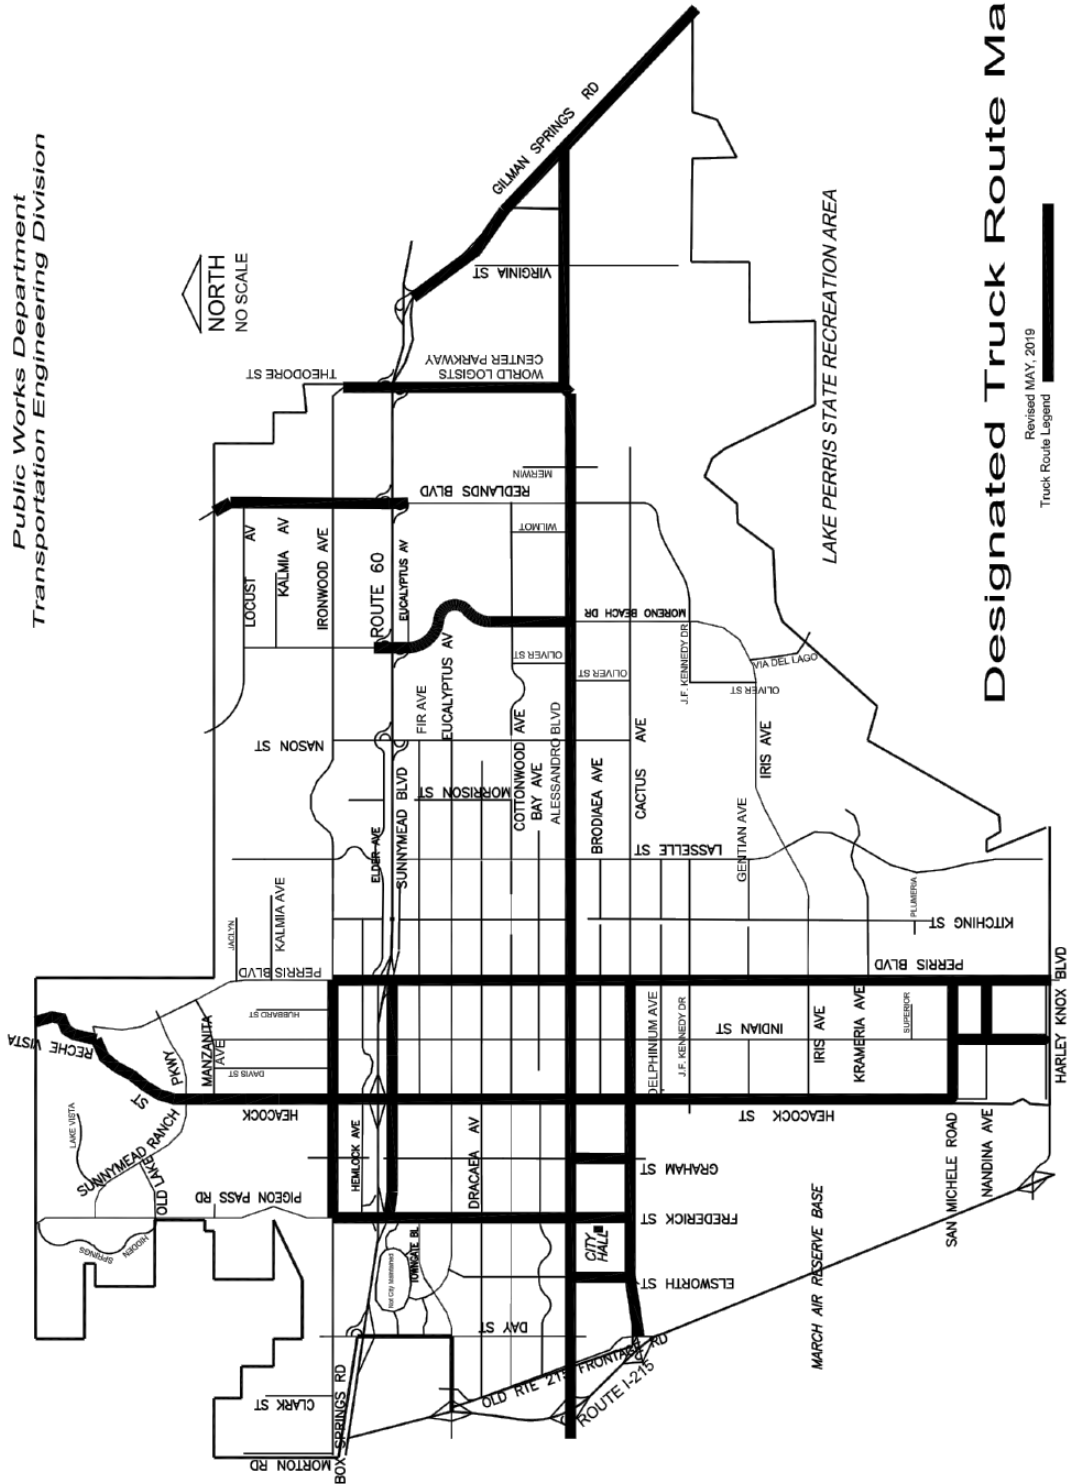 Public Works Department
Transportation Engineering Division
NORTH
NO SCALE
GILMAN SPRINGS RD
VIRGINIA ST
THEODORE ST
WORLD LOGISTS
CENTER PARKWAY
MERWIN
REDLANDS BLVD
WILMOT
LOCUST AV
KALMIA AV
IRONWOOD AVE
ROUTE 60
EUCALYPTUS AV
MORENO BEACH DR
OLIVER ST
OLIVER ST
J.F. KENNEDY DR
VIA DEL LAGO
OLIVER ST
LAKE PERRIS STATE RECREATION AREA
NASON ST
FIR AVE
EUCALYPTUS AV
SUNNYMEAD BLVD
MORRISON ST
COTTONWOOD AVE
BAY AVE
ALESSANDRO BLVD
BRODIAEA AVE
CACTUS AVE
IRIS AVE
GENTIAN AVE
LASSELLE ST
ELDER AVE
JACLYN
KALMIA AVE
PERRIS BLVD
PLUMERIA
KITCHING ST
PERRIS BLVD
RECHE VISTA
HUBBARD ST
MANZANITA
AVE
PKWY
DAVIS ST
ST
HEACOCK
LAKE VISTA
SUNNYMEAD RANCH
OLD LAKE
PIGEON PASS RD
HIDDEN
SPRINGS
HEMLOCK AVE
DRACAEA AV
DELPHINIUM AVE
J.F. KENNEDY DR
INDIAN ST
IRIS AVE
KRAMERIA AVE
SUPERIOR
HARLEY KNOX BLVD
HEACOCK ST
GRAHAM ST
FREDERICK ST
CITY
HALL
ELSWORTH ST
SAN MICHELE ROAD
NANDINA AVE
MARCH AIR RESERVE BASE
Not City Maintained
TOWNGATE BL
DAY ST
OLD RTE 215 FRONTAGE RD
ROUTE I-215
CLARK ST
BOX SPRINGS RD
MORTON RD
Designated Truck Route Ma
Revised MAY, 2019
Truck Route Legend